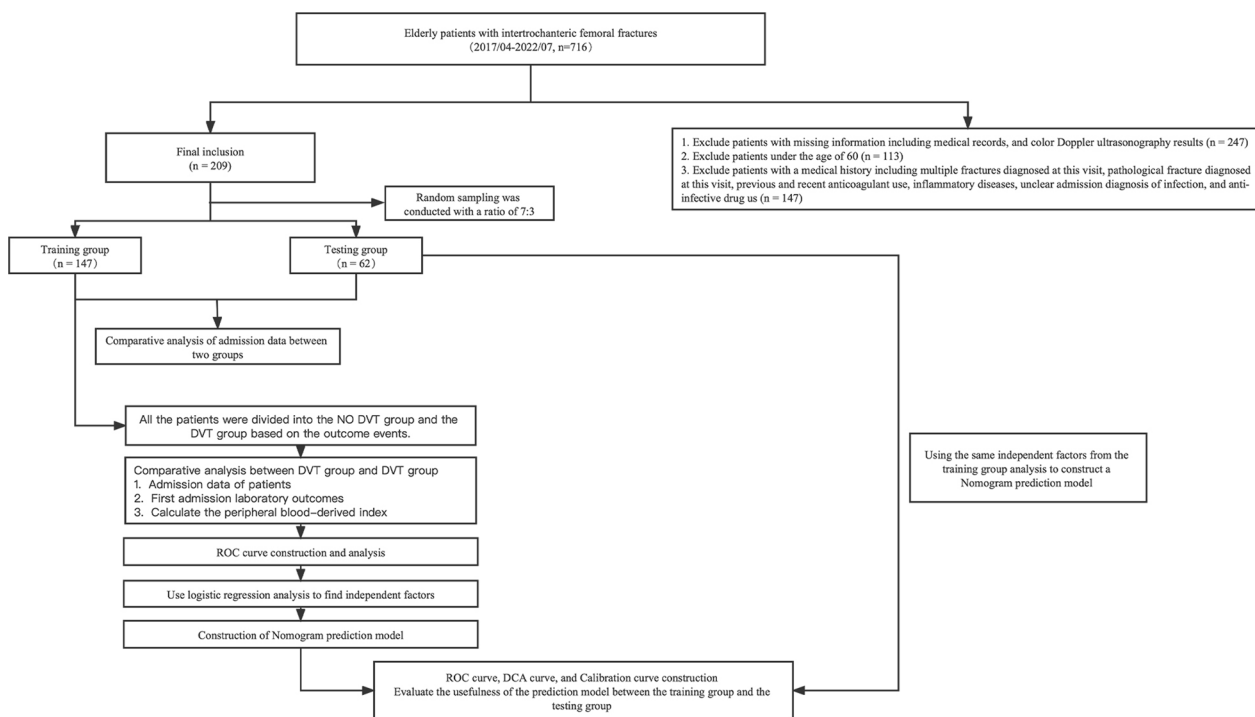 Elderly patients with intertrochanteric femoral fractures
(2017/04-2022/07, n=716)
Final inclusion
(n = 209)
1. Exclude patients with missing information including medical records, and color Doppler ultrasonography results (n = 247)
2. Exclude patients under the age of 60 (n = 113)
3. Exclude patients with a medical history including multiple fractures diagnosed at this visit, pathological fracture diagnosed
at this visit, previous and recent anticoagulant use, inflammatory diseases, unclear admission diagnosis of infection, and anti-
infective drug us (n = 147)
Random sampling was
conducted with a ratio of 7:3
Training group
(n = 147)
Testing group
(n = 62)
Comparative analysis of admission data between
two groups
All the patients were divided into the NO DVT group and the
DVT group based on the outcome events.
Comparative analysis between DVT group and DVT group
1. Admission data of patients
2. First admission laboratory outcomes
3. Calculate the peripheral blood-derived index
Using the same independent factors from the
training group analysis to construct a
Nomogram prediction model
ROC curve construction and analysis
Use logistic regression analysis to find independent factors
Construction of Nomogram prediction model
ROC curve, DCA curve, and Calibration curve construction
Evaluate the usefulness of the prediction model between the training group and the
testing group